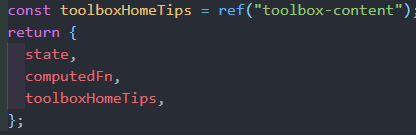 const toolboxHomeTips = ref("toolbox-content");
return {
state,
computedFn,
toolboxHomeTips,
};